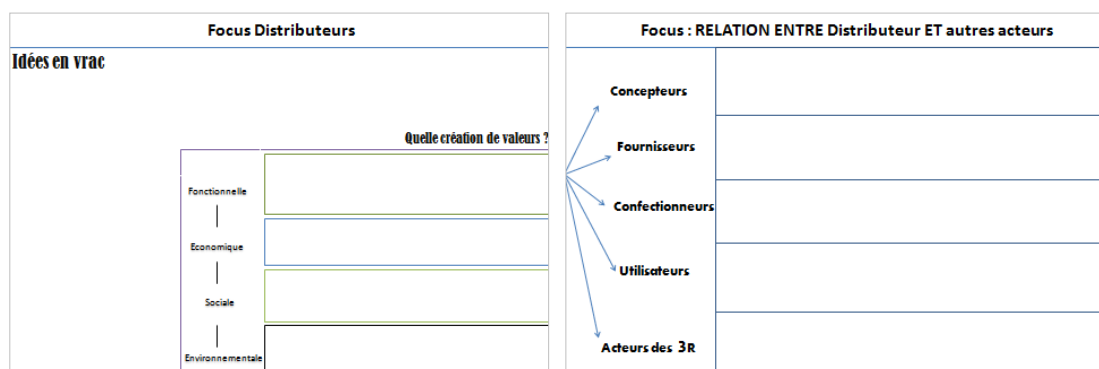 Focus Distributeurs
Idées en vrac
Quelle création de valeurs ?
Fonctionnelle
Economique
Sociale
Environnementale
Focus : RELATION ENTRE Distributeur ET autres acteurs
Concepteurs
Fournisseurs
Confectionneurs
Utilisateurs
Acteurs des 3R